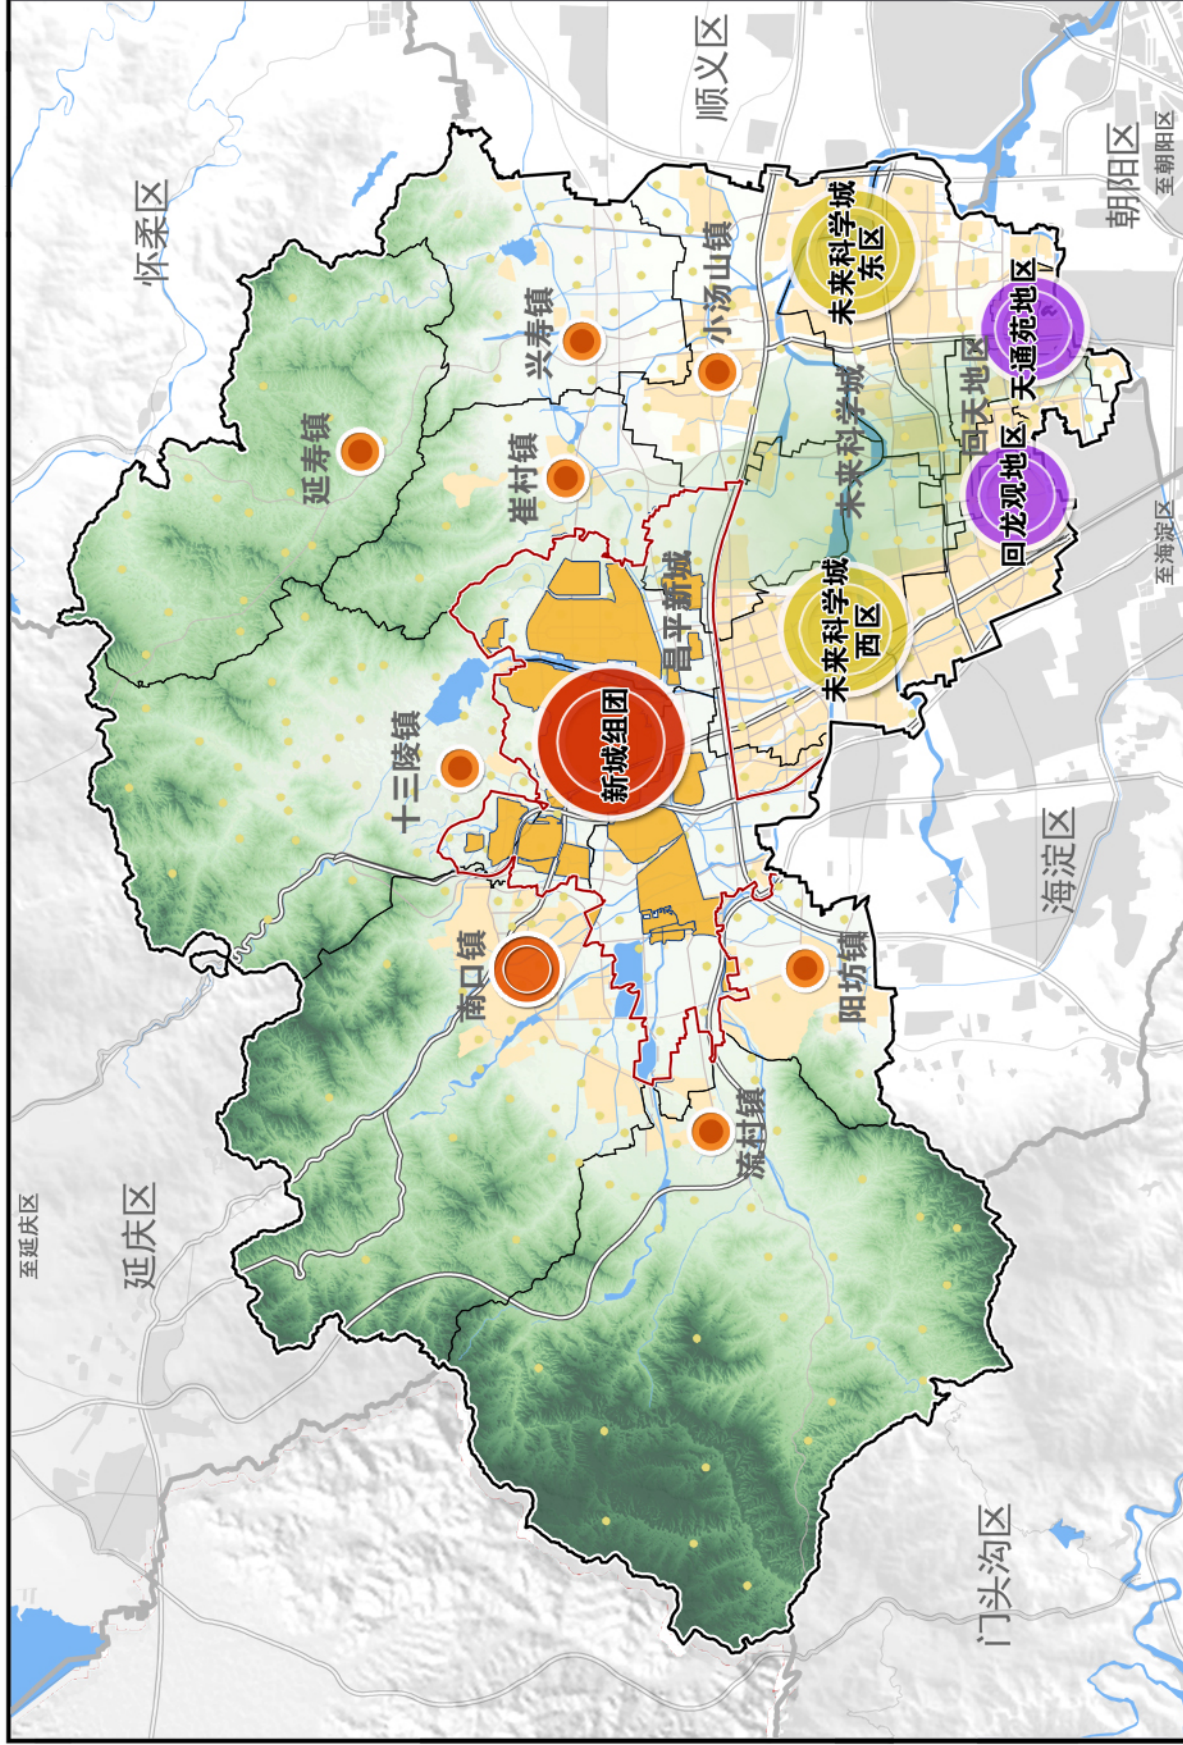 至延庆区
延庆区
怀柔区
延寿镇
十三陵镇
南口镇
崔村镇
兴寿镇
新城组团
昌平新城
小汤山镇
顺义区
流村镇
阳坊镇
未来科学城
西区
未来科学城
未来科学城
东区
回天地区
回龙观地区、天通苑地区
门头沟区
海淀区
至海淀区
朝阳区
至朝阳区